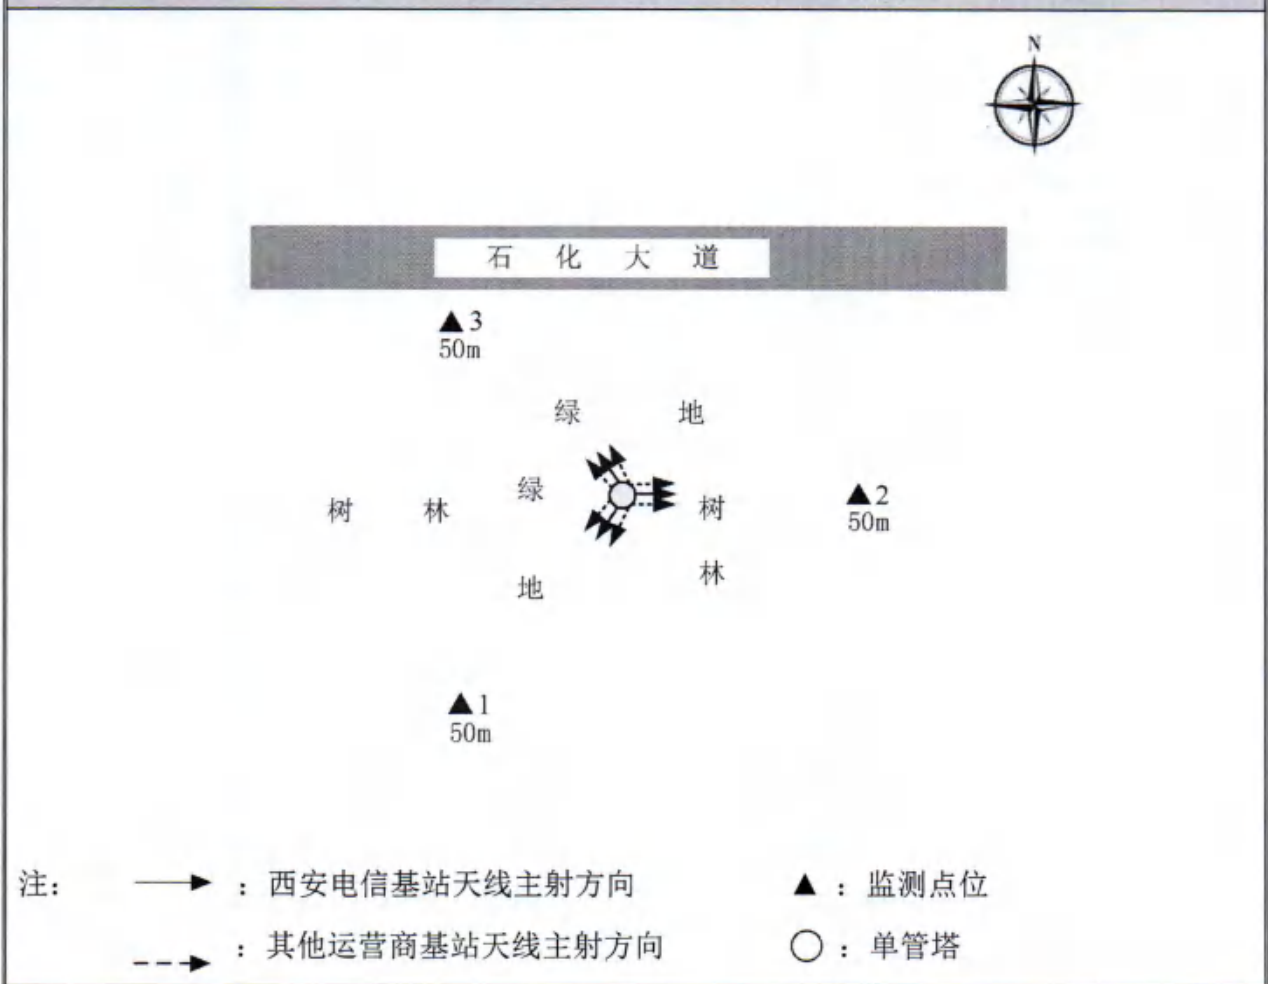 N
石化大道
▲3
50m
绿 地
绿
地
树 林
树
林
▲2
50m
▲1
50m
注: : 西安电信基站天线主射方向 ▲ : 监测点位
: 其他运营商基站天线主射方向 ○ : 单管塔